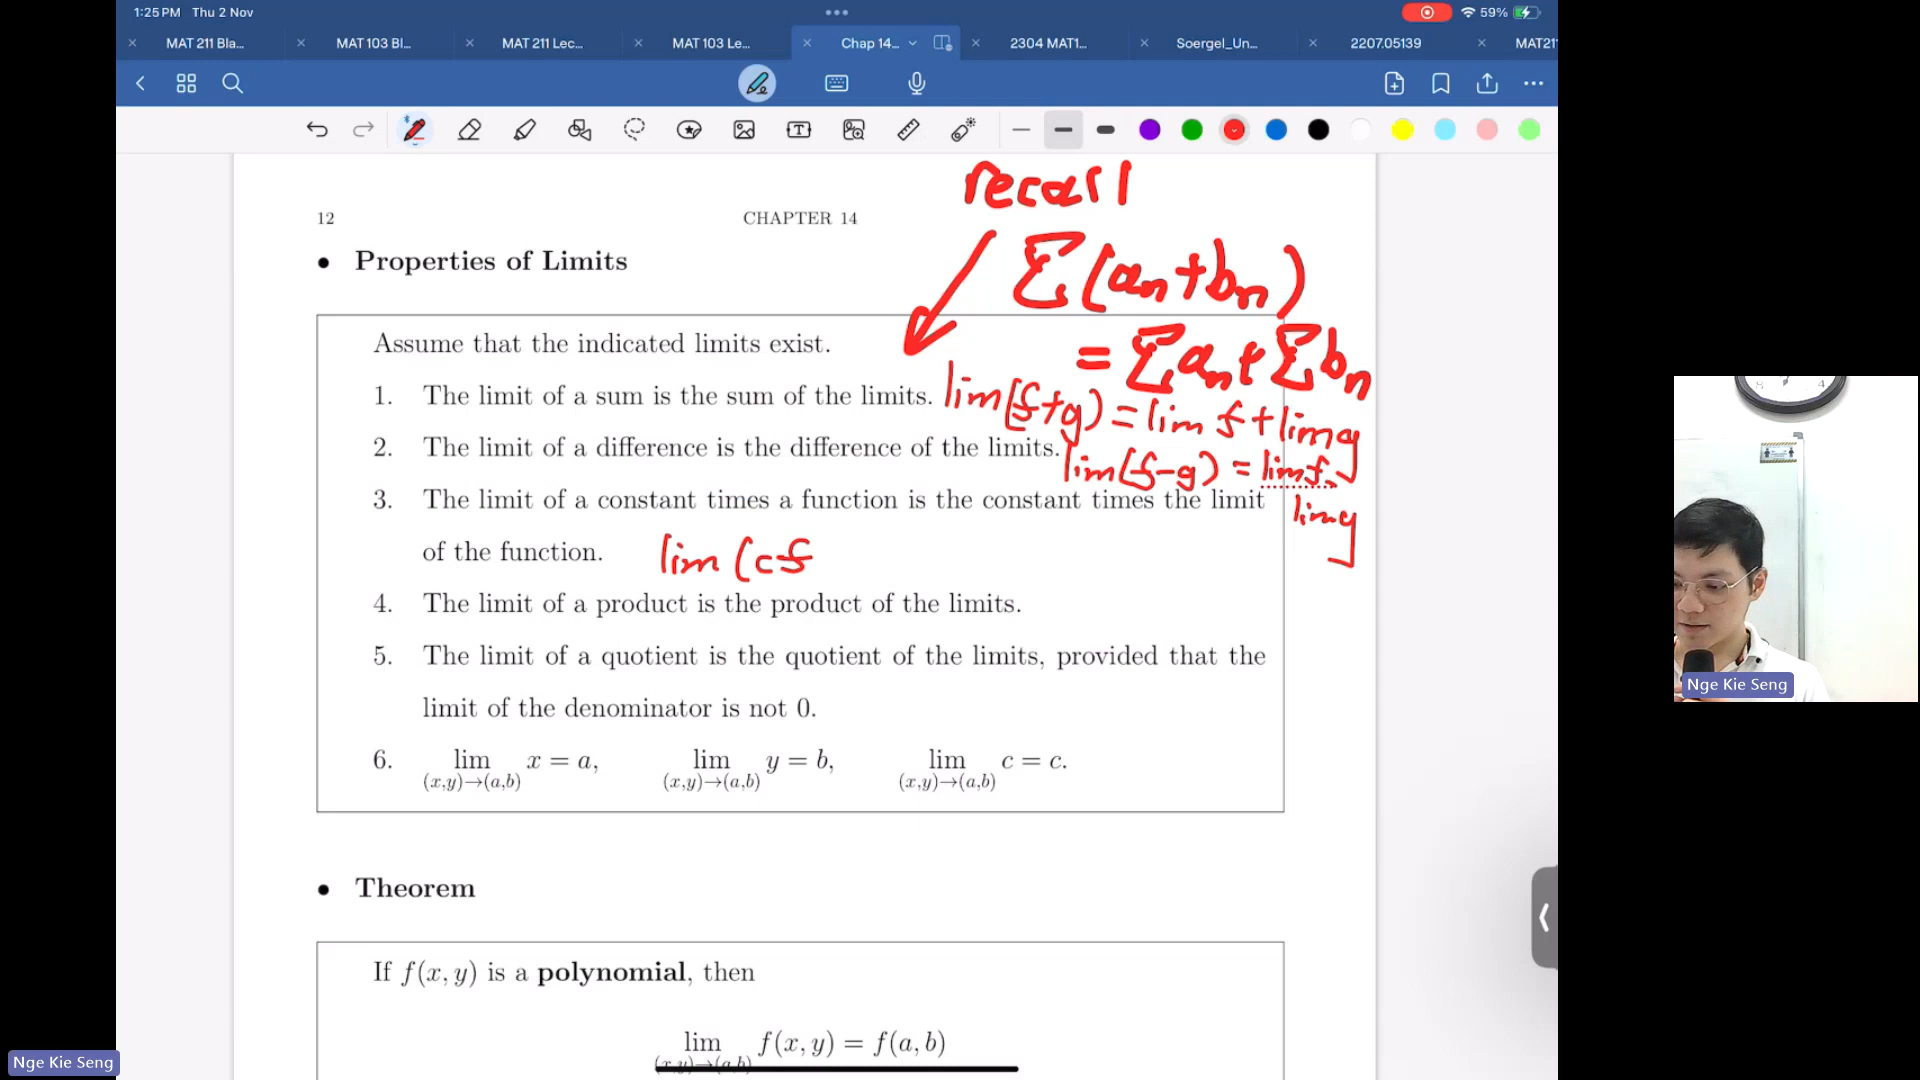 1:25 PM Thu 2 Nov
59%
MAT 211 Bla...
MAT 103 Bl...
MAT 211 Lec...
MAT 103 Le...
Chap 14...
2304 MAT1...
Soergel_Un...
2207.05139
MAT21
recall
12
CHAPTER 14
• Properties of Limits
Σ(an+bn)
= Σan + Σbn
Assume that the indicated limits exist.
1. The limit of a sum is the sum of the limits.
lim(f+g) = lim f + lim g
2. The limit of a difference is the difference of the limits.
lim(f-g) = lim f -
lim g
3. The limit of a constant times a function is the constant times the limit
of the function.
lim (cf
4. The limit of a product is the product of the limits.
5. The limit of a quotient is the quotient of the limits, provided that the
limit of the denominator is not 0.
6. lim x = a, lim y = b, lim c = c.
(x,y)→(a,b) (x,y)→(a,b) (x,y)→(a,b)
• Theorem
If f(x, y) is a polynomial, then
lim f(x, y) = f(a, b)
(x,y)→(a,b)
Nge Kie Seng
Nge Kie Seng